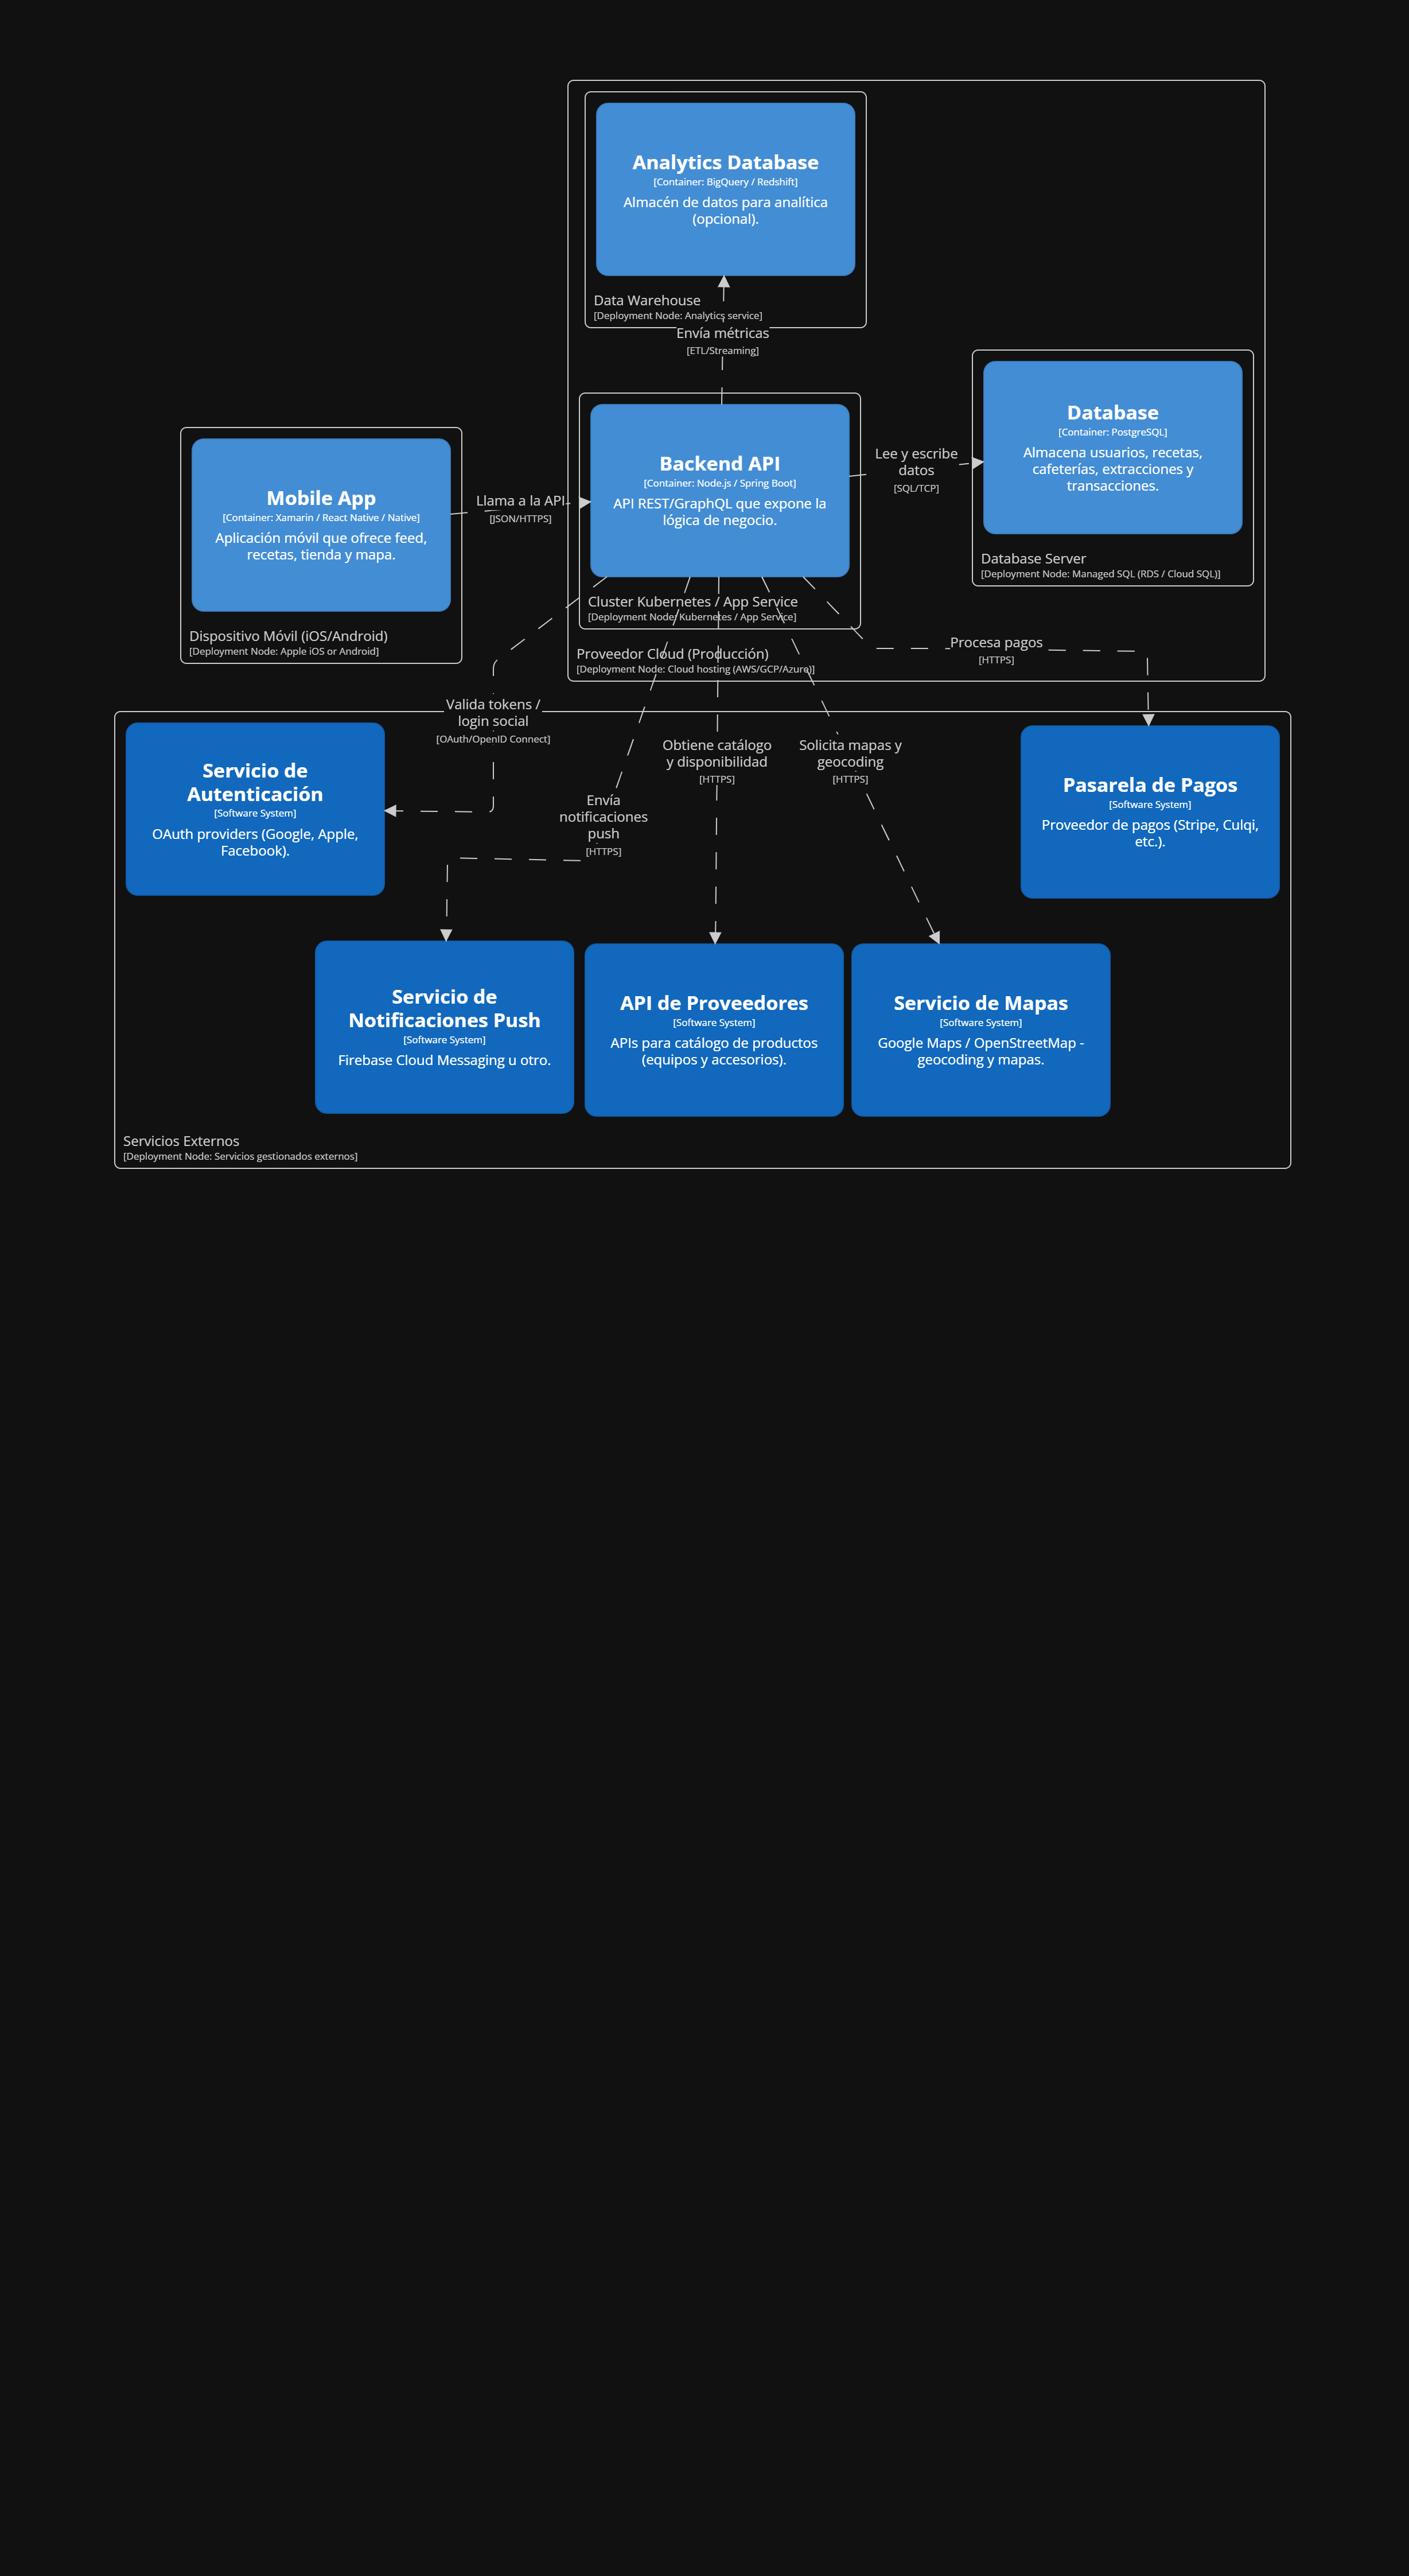 Analytics Database
[Container: BigQuery / Redshift]
Almacén de datos para analítica
(opcional).
Data Warehouse
[Deployment Node: Analytics service]
Envía métricas
[ETL/Streaming]
Database
[Container: PostgreSQL]
Almacena usuarios, recetas,
cafeterías, extracciones y
transacciones.
Database Server
[Deployment Node: Managed SQL (RDS / Cloud SQL)]
Lee y escribe
datos
[SQL/TCP]
Backend API
[Container: Node.js / Spring Boot]
API REST/GraphQL que expone la
lógica de negocio.
Cluster Kubernetes / App Service
[Deployment Node: Kubernetes / App Service]
Proveedor Cloud (Producción)
[Deployment Node: Cloud hosting (AWS/GCP/Azure)]
Mobile App
[Container: Xamarin / React Native / Native]
Aplicación móvil que ofrece feed,
recetas, tienda y mapa.
Dispositivo Móvil (iOS/Android)
[Deployment Node: Apple iOS or Android]
Llama a la API
[JSON/HTTPS]
Procesa pagos
[HTTPS]
Valida tokens /
login social
[OAuth/OpenID Connect]
Obtiene catálogo
y disponibilidad
[HTTPS]
Solicita mapas y
geocoding
[HTTPS]
Envía
notificaciones
push
[HTTPS]
Servicio de
Autenticación
[Software System]
OAuth providers (Google, Apple,
Facebook).
Pasarela de Pagos
[Software System]
Proveedor de pagos (Stripe, Culqi,
etc.).
Servicio de
Notificaciones Push
[Software System]
Firebase Cloud Messaging u otro.
API de Proveedores
[Software System]
APIs para catálogo de productos
(equipos y accesorios).
Servicio de Mapas
[Software System]
Google Maps / OpenStreetMap -
geocoding y mapas.
Servicios Externos
[Deployment Node: Servicios gestionados externos]